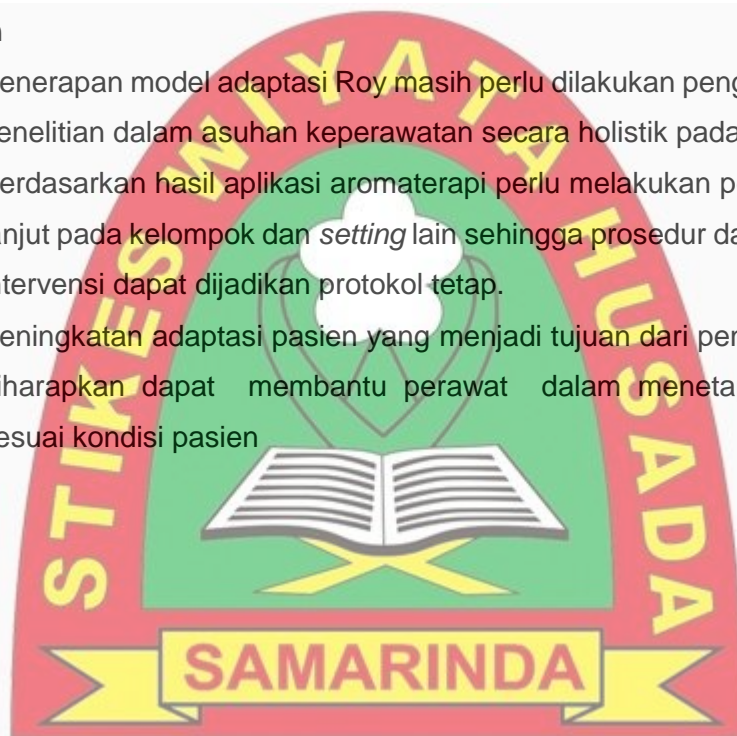 enerapan model adaptasi Roy masih perlu dilakukan peng
enelitian dalam asuhan keperawatan secara holistik pada
erdasarkan hasil aplikasi aromaterapi perlu melakukan p
anjut pada kelompok dan setting lain sehingga prosedur da
ntervensi dapat dijadikan protokol tetap.
eningkatan adaptasi pasien yang menjadi tujuan dari per
iharapkan dapat membantu perawat dalam meneta
esuai kondisi pasien
STIKES WIYATA HUSADA
SAMARINDA